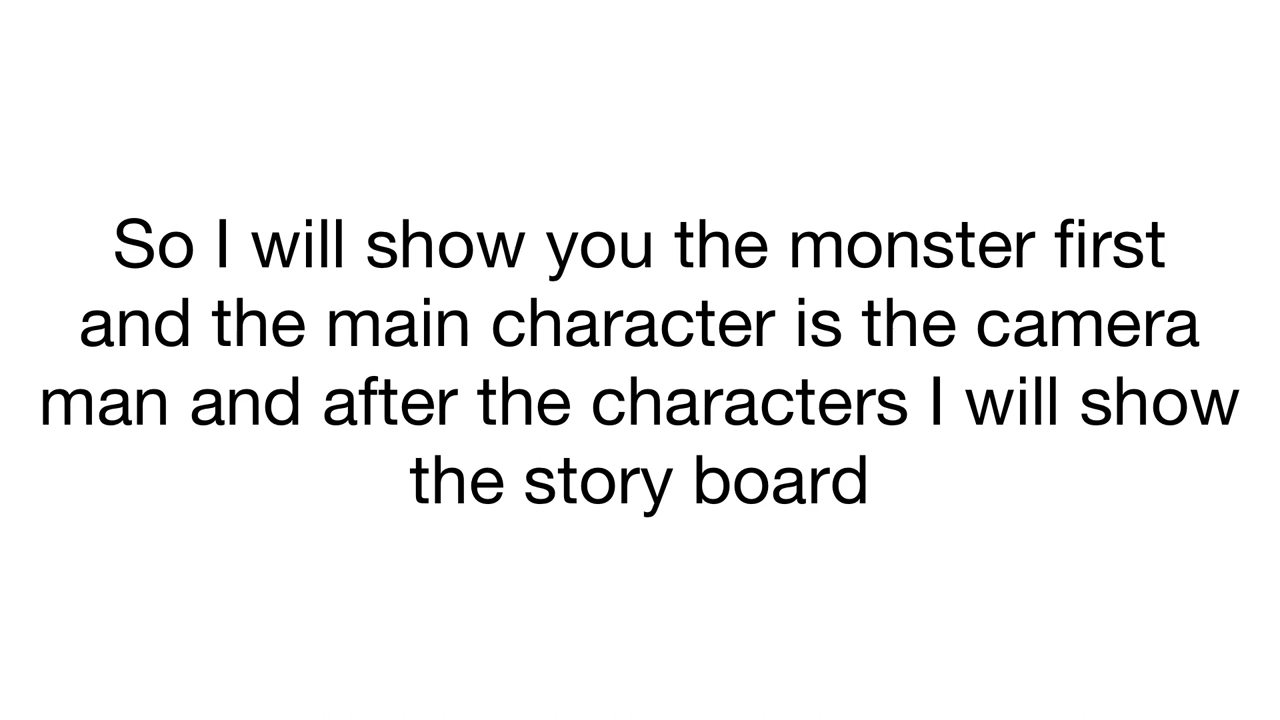 So I will show you the monster first
and the main character is the camera
man and after the characters I will show
the story board